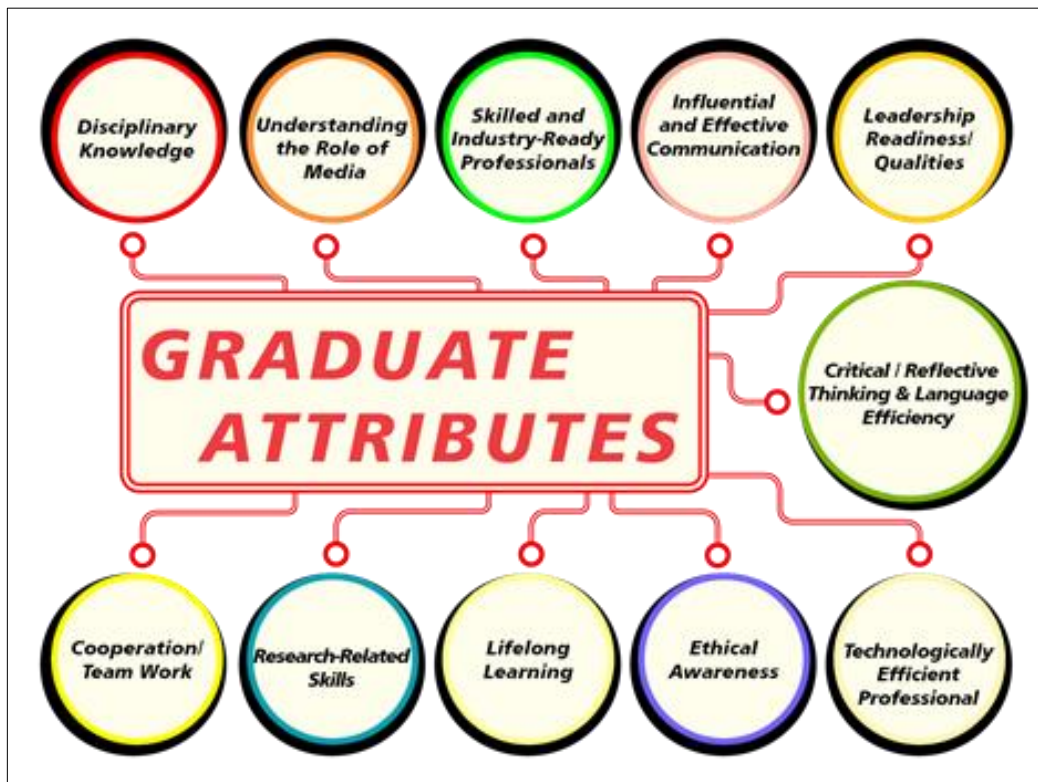 Disciplinary
Knowledge
Understanding
the Role of
Media
Skilled and
Industry-Ready
Professionals
Influential
and Effective
Communication
Leadership
Readiness/
Qualities
GRADUATE
ATTRIBUTES
Critical / Reflective
Thinking & Language
Efficiency
Cooperation/
Team Work
Research-Related
Skills
Lifelong
Learning
Ethical
Awareness
Technologically
Efficient
Professional